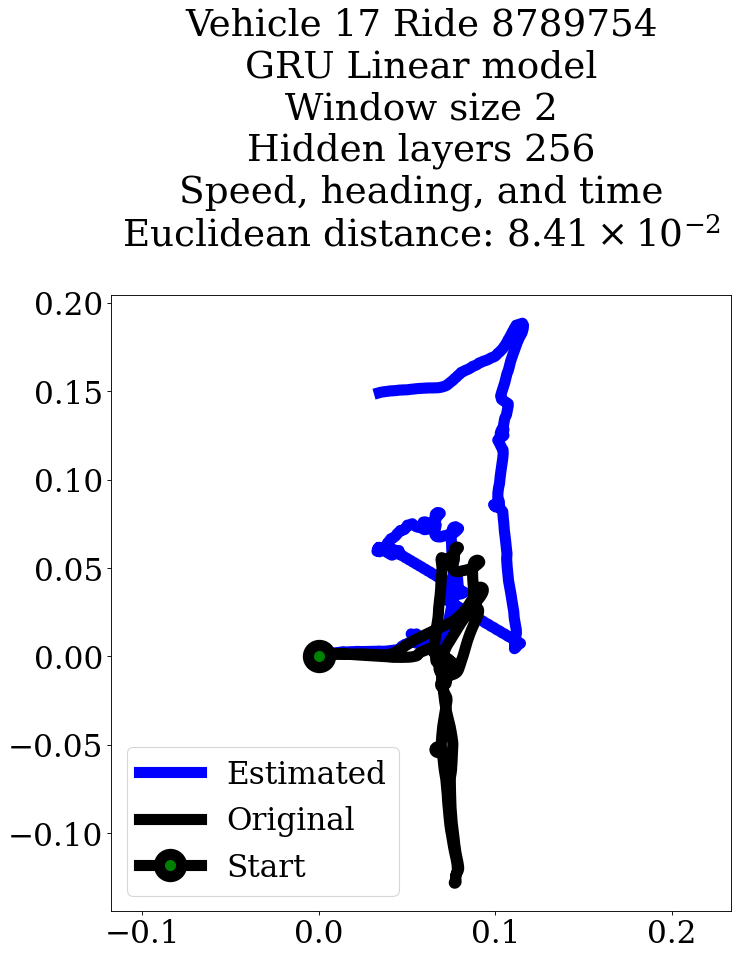 Vehicle 17 Ride 8789754
GRU Linear model
Window size 2
Hidden layers 256
Speed, heading, and time
Euclidean distance: 8.41 × 10⁻²
0.20
0.15
0.10
0.05
0.00
−0.05
−0.10
Estimated
Original
Start
−0.1
0.0
0.1
0.2